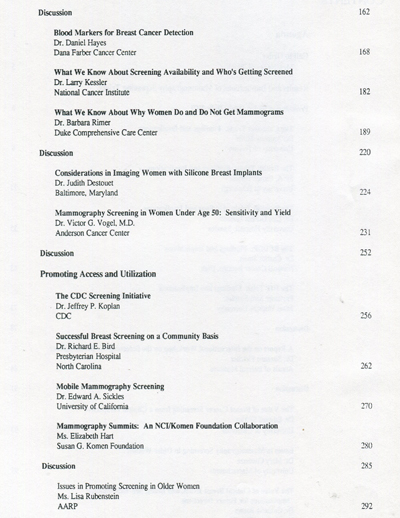 Discussion 162
Blood Markers for Breast Cancer Detection
Dr. Daniel Hayes
Dana Farber Cancer Center 168
What We Know About Screening Availability and Who's Getting Screened
Dr. Larry Kessler
National Cancer Institute 182
What We Know About Why Women Do and Do Not Get Mammograms
Dr. Barbara Rimer
Duke Comprehensive Care Center 189
Discussion 220
Considerations in Imaging Women with Silicone Breast Implants
Dr. Judith Destouet
Baltimore, Maryland 224
Mammography Screening in Women Under Age 50: Sensitivity and Yield
Dr. Victor G. Vogel, M.D.
Anderson Cancer Center 231
Discussion 252
Promoting Access and Utilization
The CDC Screening Initiative
Dr. Jeffrey P. Koplan
CDC 256
Successful Breast Screening on a Community Basis
Dr. Richard E. Bird
Presbyterian Hospital
North Carolina 262
Mobile Mammography Screening
Dr. Edward A. Sickles
University of California 270
Mammography Summits: An NCI/Komen Foundation Collaboration
Ms. Elizabeth Hart
Susan G. Komen Foundation 280
Discussion 285
Issues in Promoting Screening in Older Women
Ms. Lisa Rubenstein
AARP 292